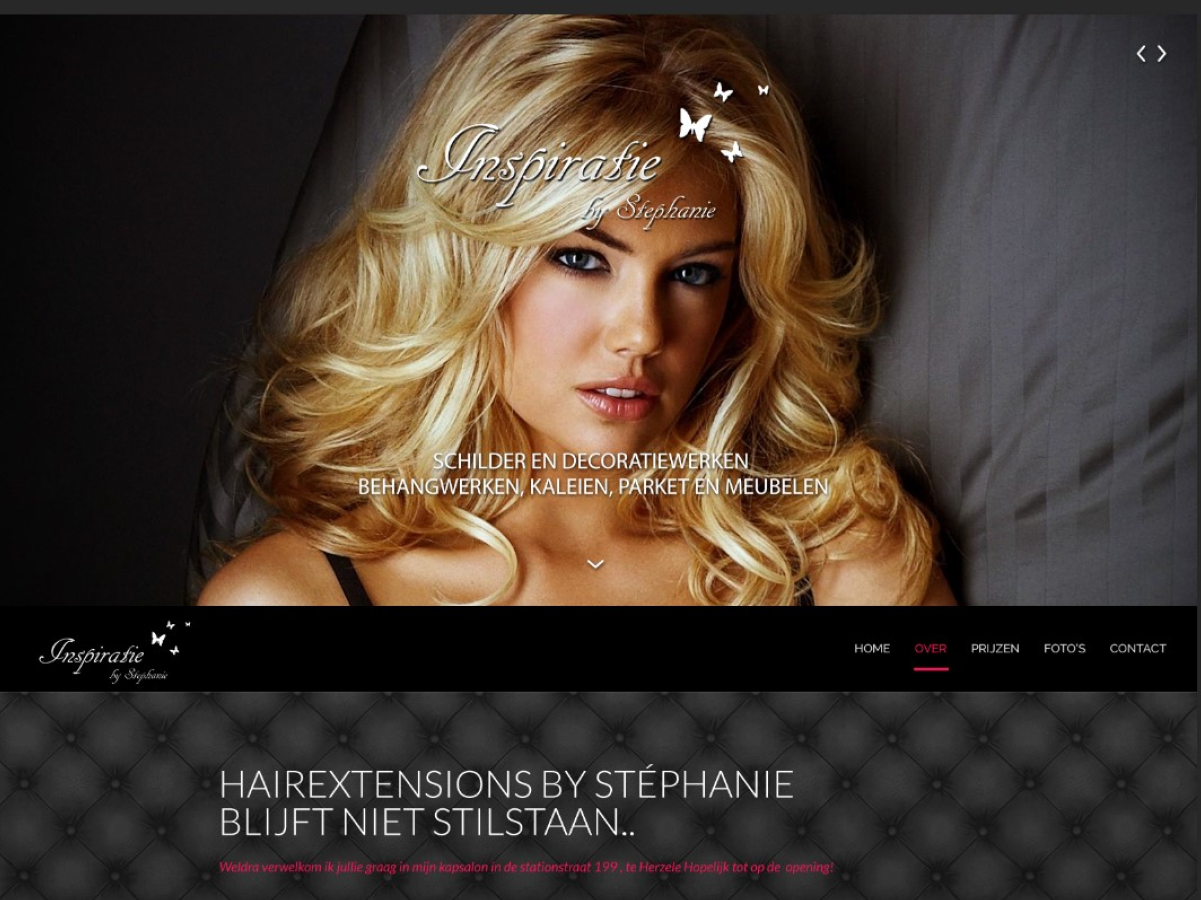 Inspiratie
by Stephanie
SCHILDER EN DECORATIEWERKEN
BEHANGWERKEN, KALEIEN, PARKET EN MEUBELEN
Inspiratie
by Stephanie
HOME OVER PRIJZEN FOTO'S CONTACT
HAIREXTENSIONS BY STÉPHANIE
BLIJFT NIET STILSTAAN..
Weldra verwelkom ik jullie graag in mijn kapsalon in de stationstraat 199 , te Herzele Hopelijk tot op de opening!